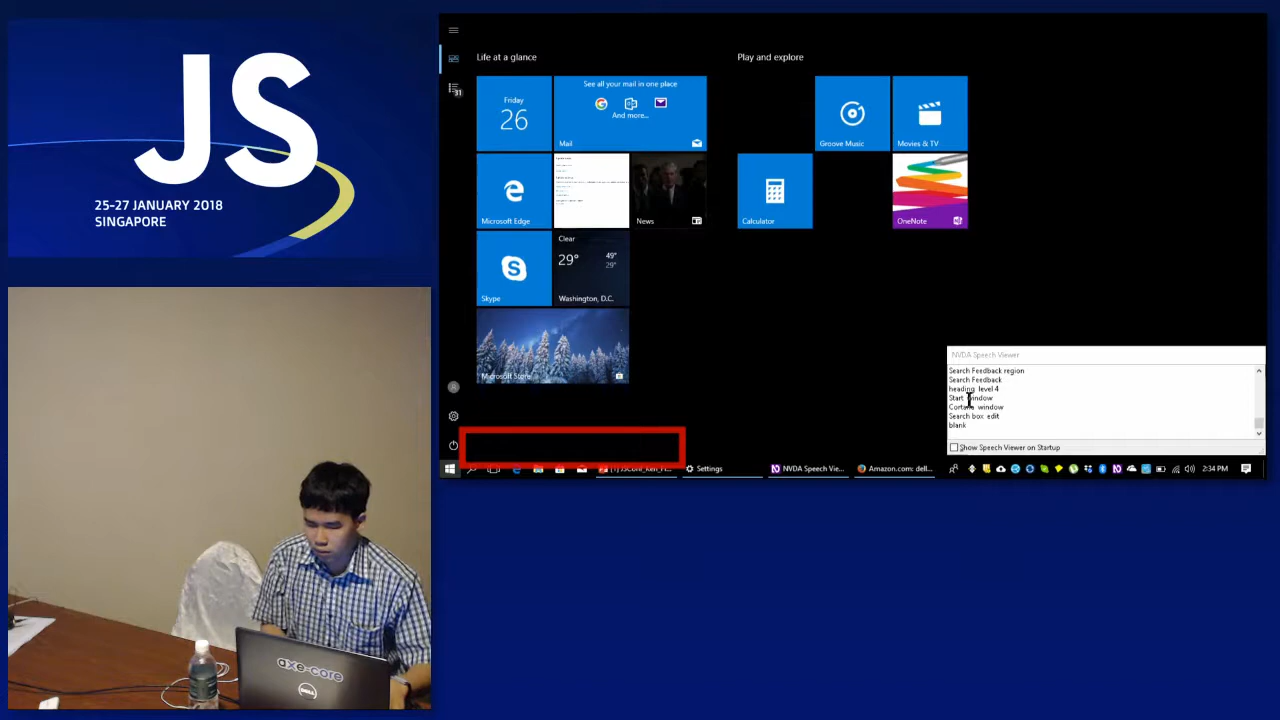 JS
25-27 JANUARY 2018
SINGAPORE
Life at a glance
Play and explore
Friday
26
See all your mail in one place
And more...
Mail
Groove Music
Movies & TV
Microsoft Edge
News
Calculator
OneNote
Skype
Clear
29°
49°
29°
Washington, D.C.
Microsoft Store
31
NVDA Speech Viewer
Search Feedback region
Search Feedback
heading level 4
Start window
Cortana window
Search box edit
blank
Show Speech Viewer on Startup
Settings
NVDA Speech Vie...
Amazon.com: dell...
2:34 PM
axe-core
DELL